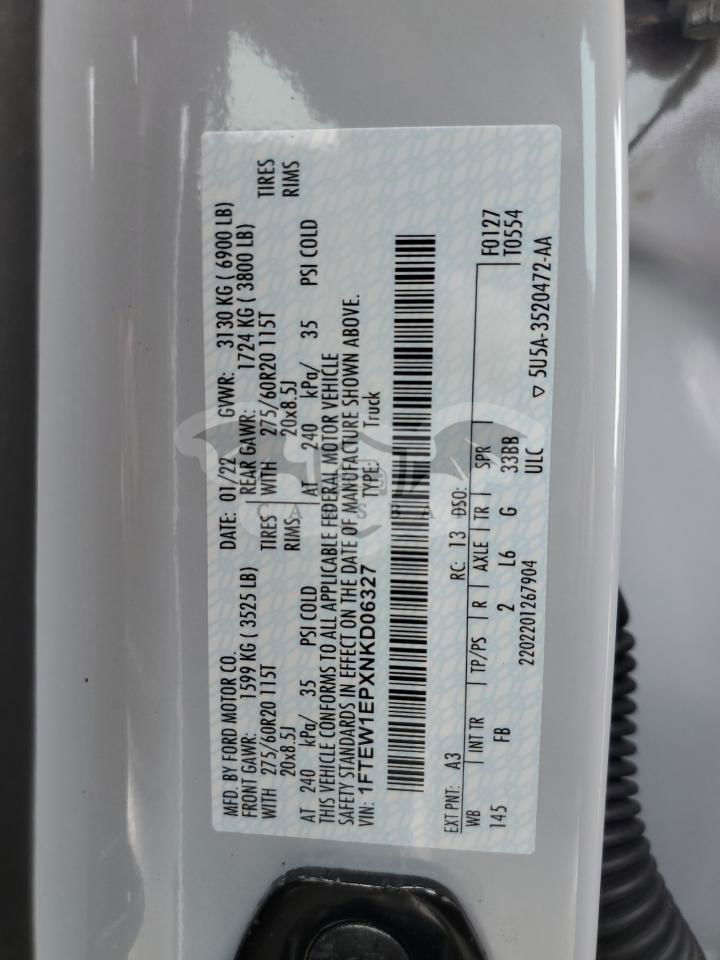 MFD. BY FORD MOTOR CO.
DATE: 01/22 GVWR: 3130 KG ( 6900 LB)
FRONT GAWR: 1599 KG ( 3525 LB)
REAR GAWR: 1724 KG ( 3800 LB)
WITH 275/60R20 115T TIRES
WITH 275/60R20 115T TIRES
20x8.5J RIMS
20x8.5J RIMS
AT 240 kPa/ 35 PSI COLD
AT 240 kPa/ 35 PSI COLD
THIS VEHICLE CONFORMS TO ALL APPLICABLE FEDERAL MOTOR VEHICLE
SAFETY STANDARDS IN EFFECT ON THE DATE OF MANUFACTURE SHOWN ABOVE.
VIN: 1FTEW1EPXNKD06327 TYPE: Truck
EXT PNT: A3 RC: 13 DSO: F0127
WB INT TR TP/PS R AXLE TR SPR T0554
145 FB 2 L6 G 33BB
2202201267904 ULC ▽ 5U5A-3520472-AA